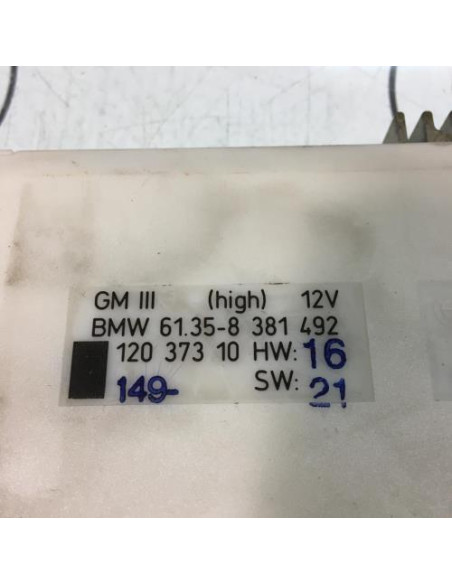 GM III (high) 12V
BMW 61.35-8 381 492
120 373 10 HW: 16
149- SW: 21